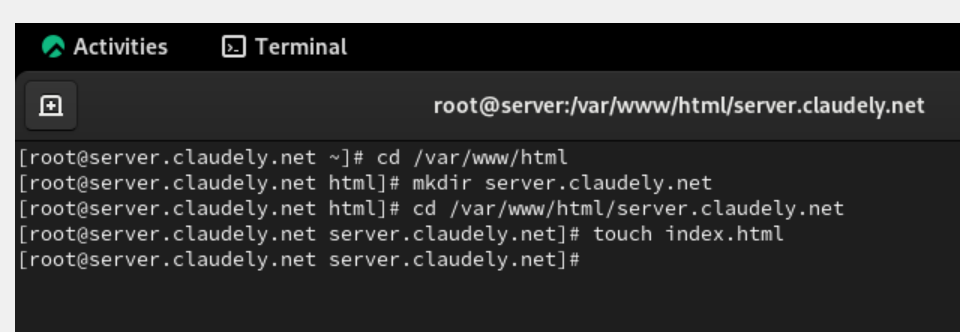 Activities Terminal
root@server:/var/www/html/server.claudely.net
[root@server.claudely.net ~]# cd /var/www/html
[root@server.claudely.net html]# mkdir server.claudely.net
[root@server.claudely.net html]# cd /var/www/html/server.claudely.net
[root@server.claudely.net server.claudely.net]# touch index.html
[root@server.claudely.net server.claudely.net]#